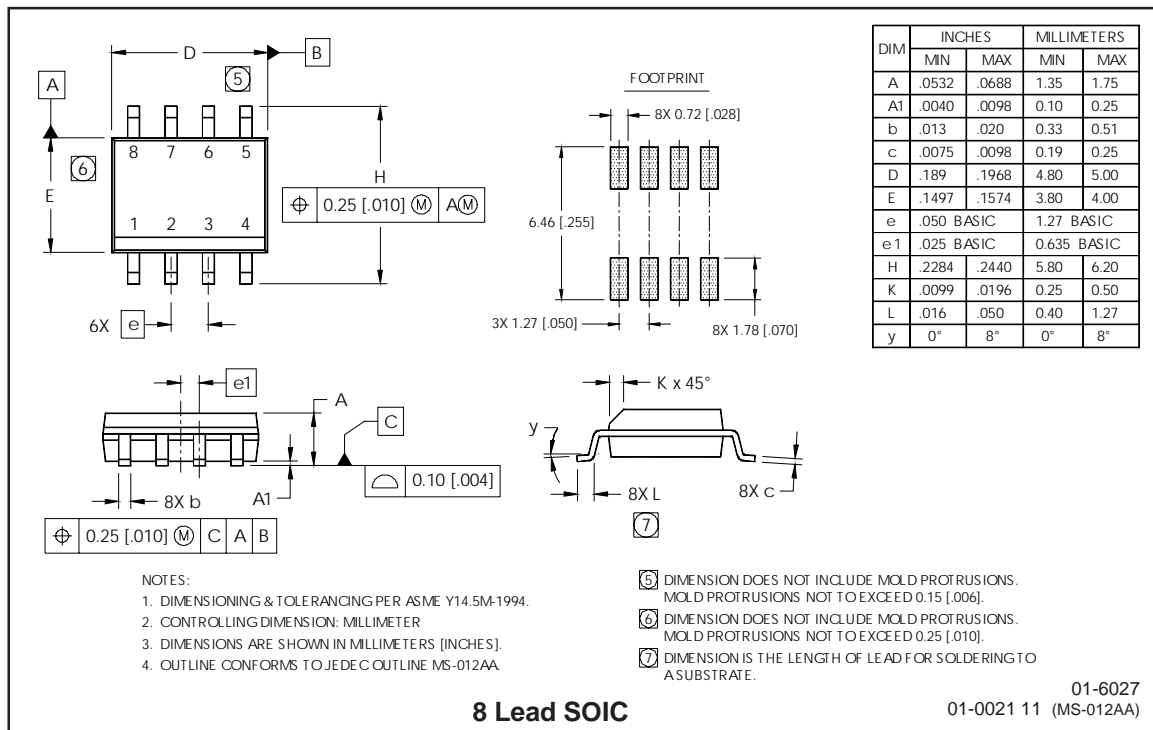 D
B
5
A
8 7 6 5
6
E
H
⌖ 0.25 [.010] Ⓜ AⓂ
1 2 3 4
6X e
FOOTPRINT
8X 0.72 [.028]
6.46 [.255]
3X 1.27 [.050]
8X 1.78 [.070]
DIM INCHES MILLIMETERS
MIN MAX MIN MAX
A .0532 .0688 1.35 1.75
A1 .0040 .0098 0.10 0.25
b .013 .020 0.33 0.51
c .0075 .0098 0.19 0.25
D .189 .1968 4.80 5.00
E .1497 .1574 3.80 4.00
e .050 BASIC 1.27 BASIC
e1 .025 BASIC 0.635 BASIC
H .2284 .2440 5.80 6.20
K .0099 .0196 0.25 0.50
L .016 .050 0.40 1.27
y 0° 8° 0° 8°
e1
A
C
⌓ 0.10 [.004]
8X b
A1
⌖ 0.25 [.010] Ⓜ C A B
K x 45°
y
8X L
8X c
7
NOTES:
1. DIMENSIONING & TOLERANCING PER ASME Y14.5M-1994.
2. CONTROLLING DIMENSION: MILLIMETER
3. DIMENSIONS ARE SHOWN IN MILLIMETERS [INCHES].
4. OUTLINE CONFORMS TO JEDEC OUTLINE MS-012AA.
5 DIMENSION DOES NOT INCLUDE MOLD PROTRUSIONS.
MOLD PROTRUSIONS NOT TO EXCEED 0.15 [.006].
6 DIMENSION DOES NOT INCLUDE MOLD PROTRUSIONS.
MOLD PROTRUSIONS NOT TO EXCEED 0.25 [.010].
7 DIMENSION IS THE LENGTH OF LEAD FOR SOLDERING TO
A SUBSTRATE.
8 Lead SOIC
01-6027
01-0021 11 (MS-012AA)